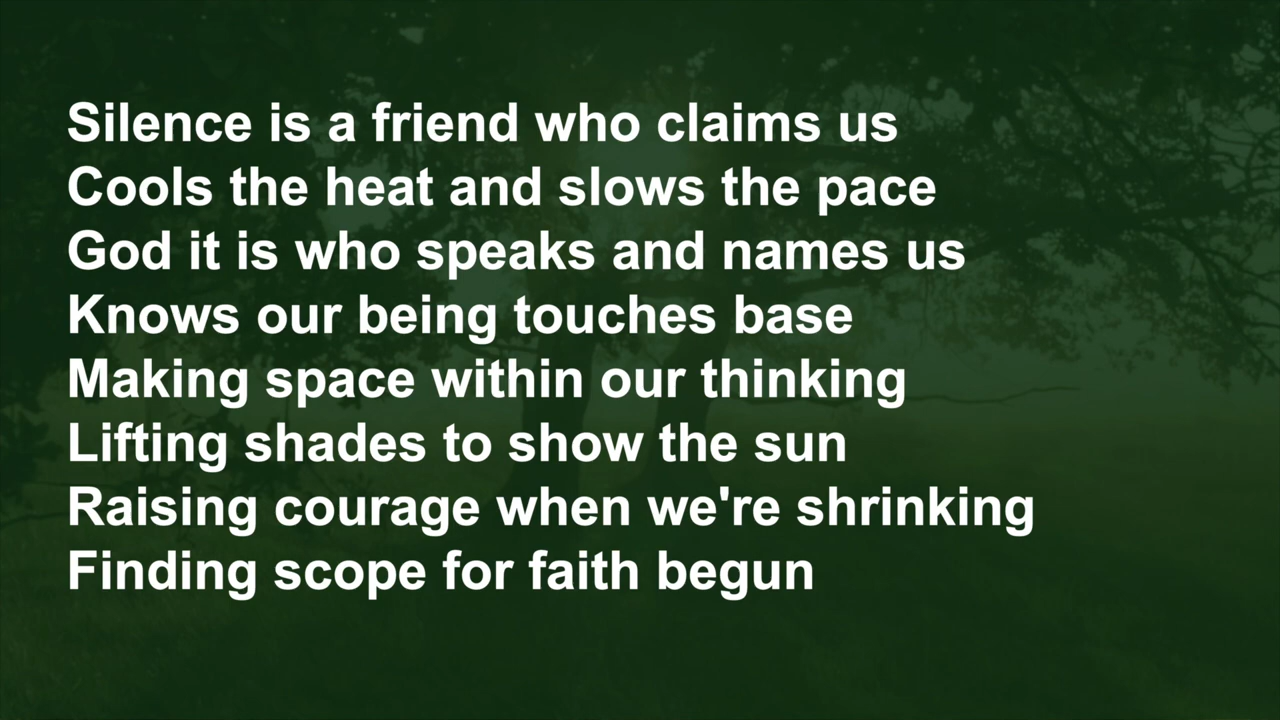 Silence is a friend who claims us
Cools the heat and slows the pace
God it is who speaks and names us
Knows our being touches base
Making space within our thinking
Lifting shades to show the sun
Raising courage when we're shrinking
Finding scope for faith begun